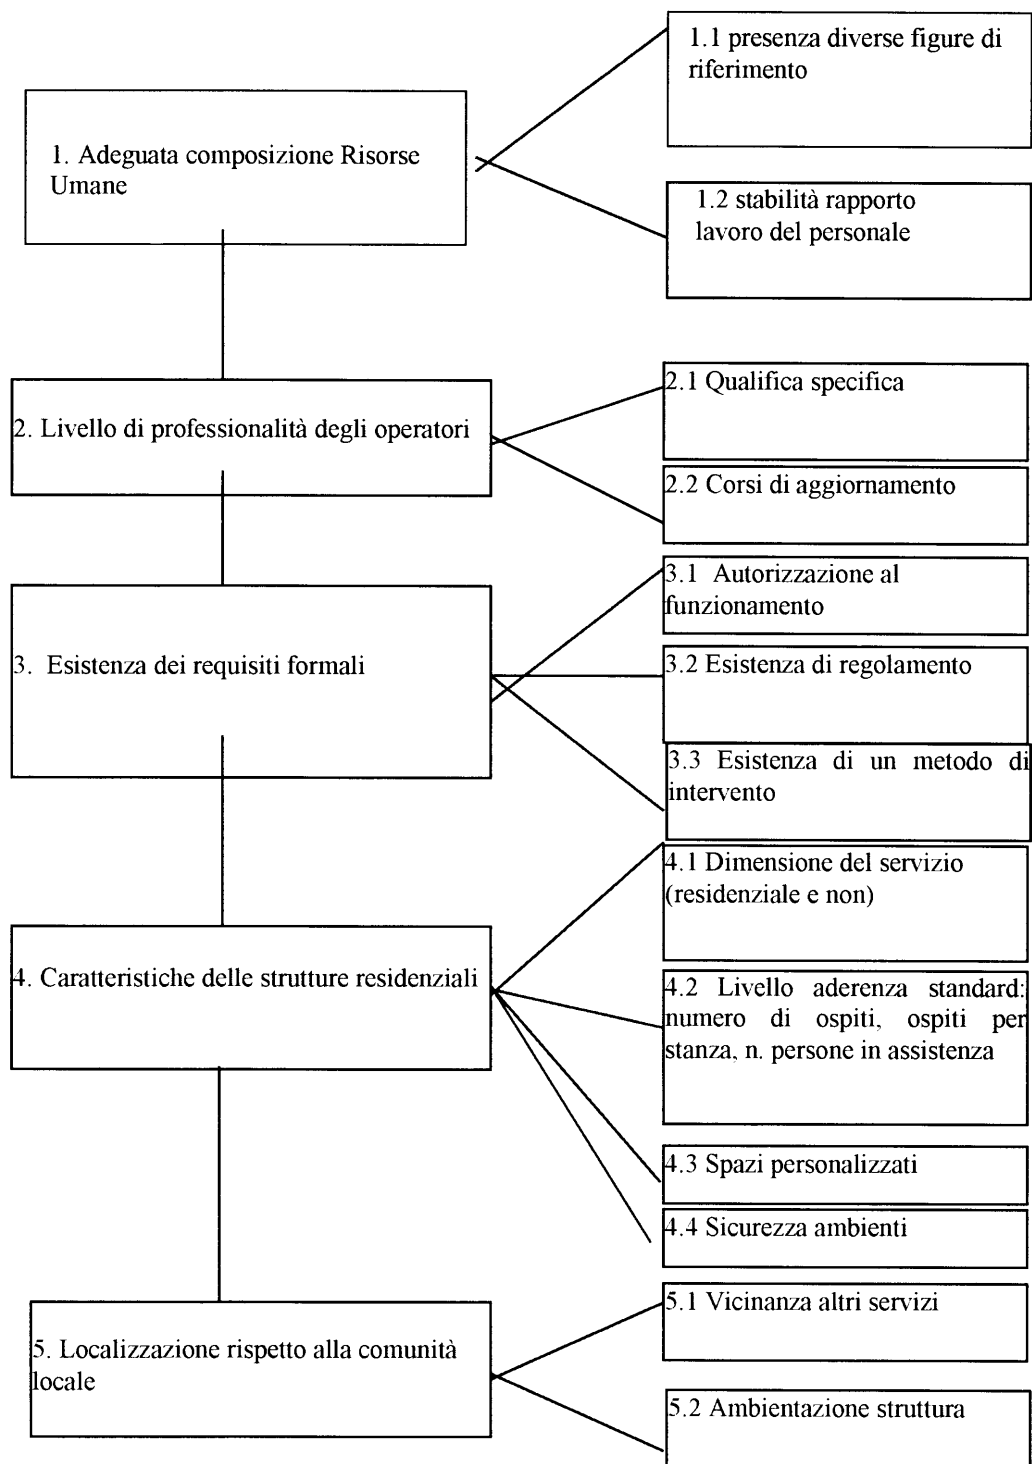 1. Adeguata composizione Risorse
Umane
1.1 presenza diverse figure di
riferimento
1.2 stabilità rapporto
lavoro del personale
2. Livello di professionalità degli operatori
2.1 Qualifica specifica
2.2 Corsi di aggiornamento
3. Esistenza dei requisiti formali
3.1 Autorizzazione al
funzionamento
3.2 Esistenza di regolamento
3.3 Esistenza di un metodo di
intervento
4. Caratteristiche delle strutture residenziali
4.1 Dimensione del servizio
(residenziale e non)
4.2 Livello aderenza standard:
numero di ospiti, ospiti per
stanza, n. persone in assistenza
4.3 Spazi personalizzati
4.4 Sicurezza ambienti
5. Localizzazione rispetto alla comunità
locale
5.1 Vicinanza altri servizi
5.2 Ambientazione struttura